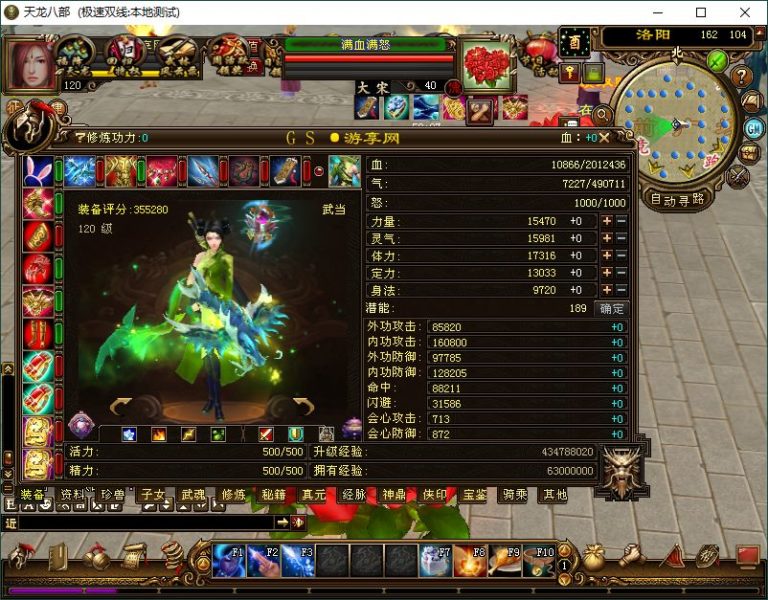 天龙八部 (极速双线:本地测试)
满血满怒
洛阳 162 104
酉
北
120
大宋
40
GM
自动寻路
?修炼功力:0
GS●游享网
血:+0
装备评分:355280
武当
120 级
血: 10866/2012436
气: 7227/490711
怒: 1000/1000
力量: 15470 +0
灵气: 15981 +0
体力: 17316 +0
定力: 13033 +0
身法: 9720 +0
潜能: 189 确定
外功攻击: 85820 +0
内功攻击: 160800 +0
外功防御: 97785 +0
内功防御: 128205 +0
命中: 88211 +0
闪避: 31586 +0
会心攻击: 713 +0
会心防御: 872 +0
活力: 500/500 升级经验: 434788020
精力: 500/500 拥有经验: 63000000
装备 资料 珍兽 子女 武魂 修炼 秘籍 真元 经脉 神鼎 侠印 宝鉴 骑乘 其他
近
F1 F2 F3 F7 F8 F9 F10
1